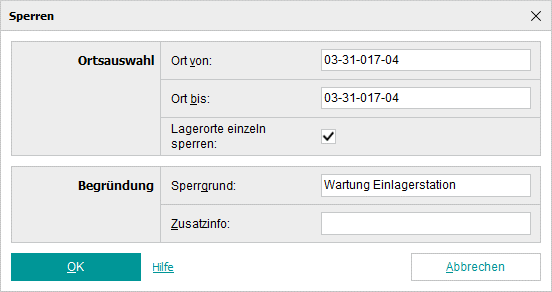 Sperren
Ortsauswahl
Ort von:
03-31-017-04
Ort bis:
03-31-017-04
Lagerorte einzeln
sperren:
Begründung
Sperrgrund:
Wartung Einlagerstation
Zusatzinfo:
OK
Hilfe
Abbrechen